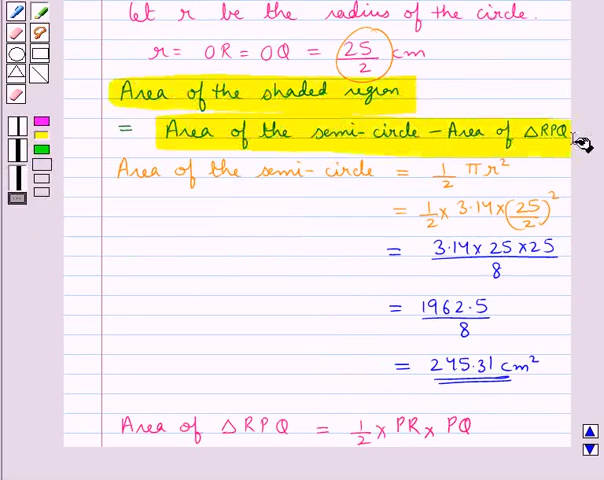 let r be the radius of the circle.
r = OR = OQ = 25/2 cm
Area of the shaded region
= Area of the semi-circle - Area of △RPQ
Area of the semi-circle = 1/2 πr²
= 1/2 × 3.14 × (25/2)²
= 3.14 × 25 × 25 / 8
= 1962.5 / 8
= 245.31 cm²
Area of △RPQ = 1/2 × PR × PQ